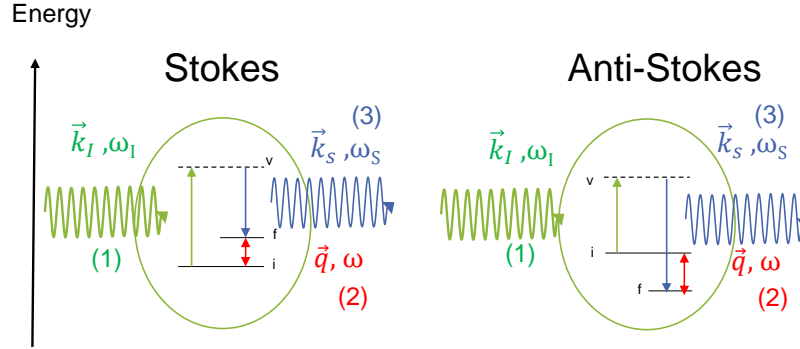 Energy
Stokes
Anti-Stokes
(3)
(3)
k⃗_I ,ω_I
k⃗_s ,ω_S
k⃗_I ,ω_I
k⃗_s ,ω_S
v
v
f
i
i
f
(1)
q⃗, ω
(1)
q⃗, ω
(2)
(2)